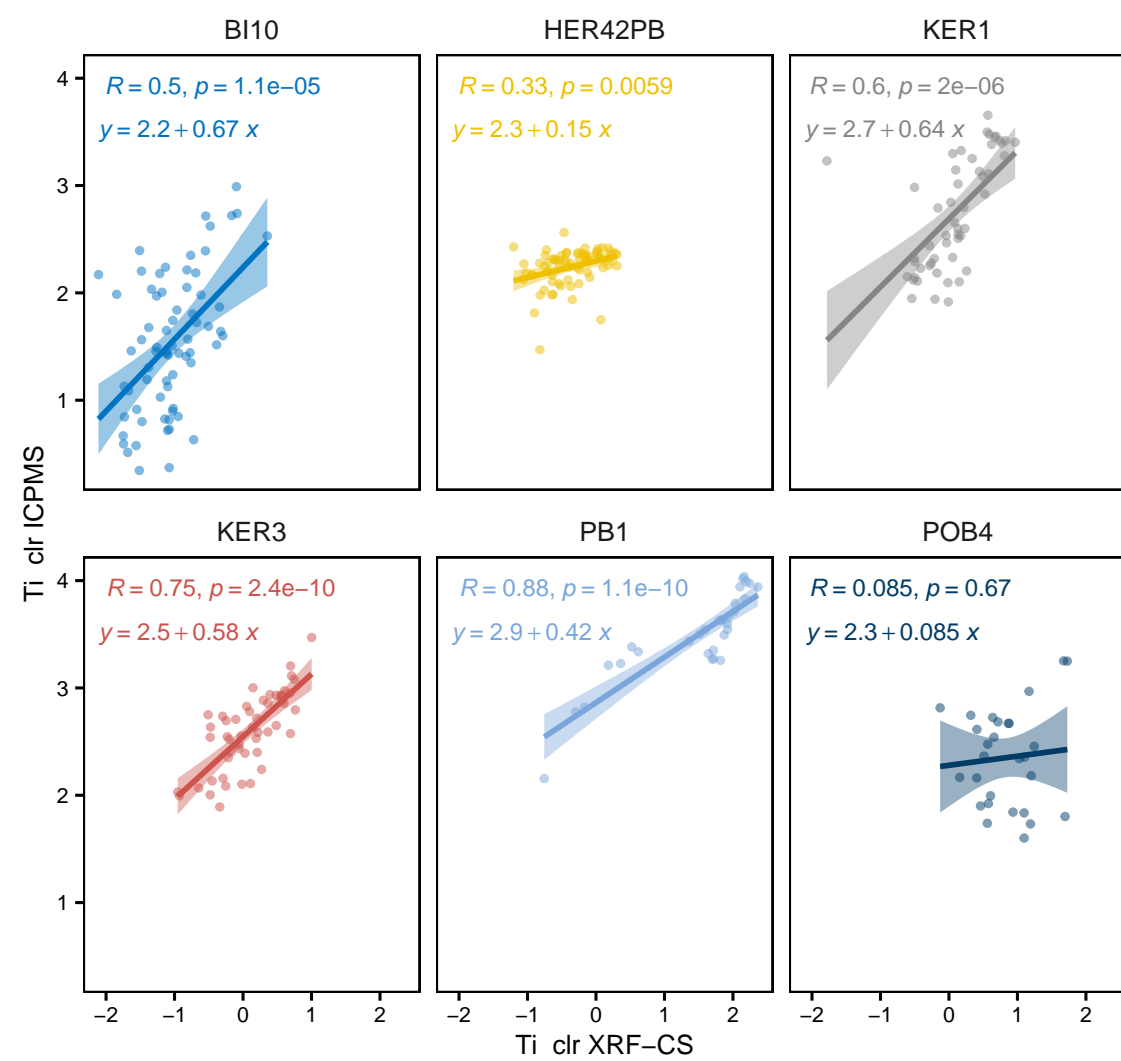 BI10
HER42PB
KER1
R = 0.5, p = 1.1e−05
y = 2.2 + 0.67 x
R = 0.33, p = 0.0059
y = 2.3 + 0.15 x
R = 0.6, p = 2e−06
y = 2.7 + 0.64 x
4
3
2
1
Ti clr ICPMS
KER3
PB1
POB4
R = 0.75, p = 2.4e−10
y = 2.5 + 0.58 x
R = 0.88, p = 1.1e−10
y = 2.9 + 0.42 x
R = 0.085, p = 0.67
y = 2.3 + 0.085 x
4
3
2
1
−2 −1 0 1 2
−2 −1 0 1 2
−2 −1 0 1 2
Ti clr XRF−CS